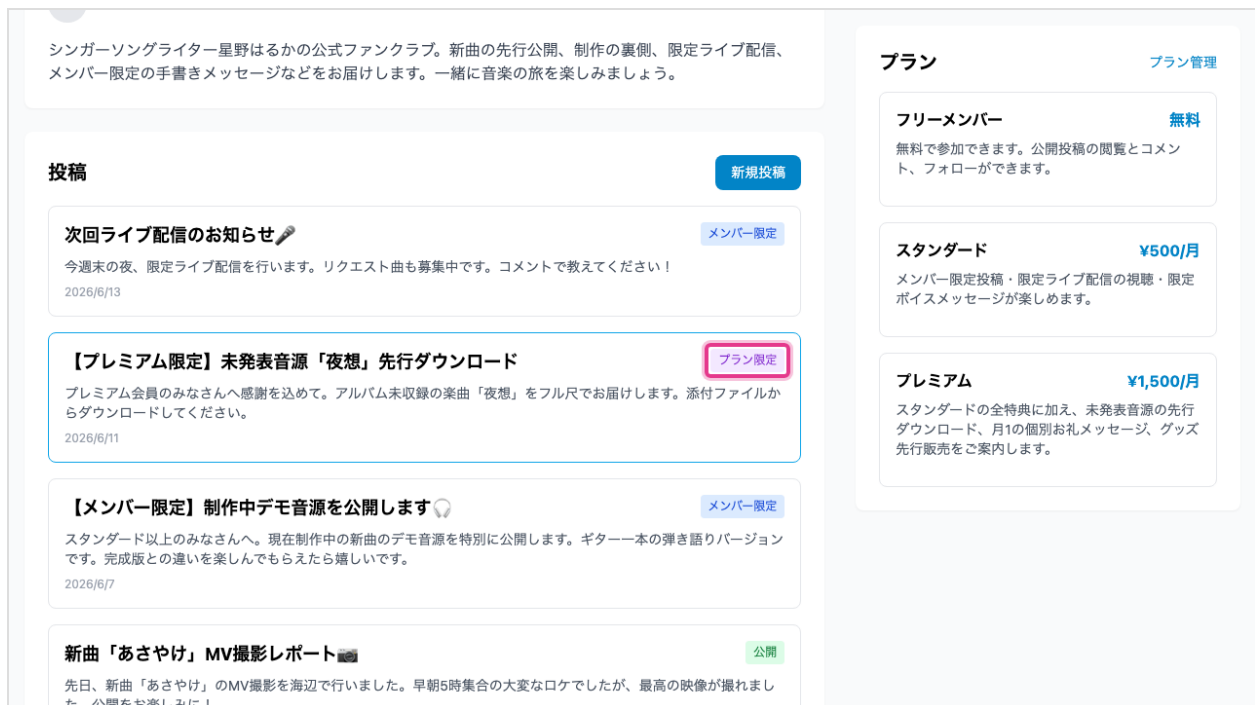 シンガーソングライター星野はるかの公式ファンクラブ。新曲の先行公開、制作の裏側、限定ライブ配信、
メンバー限定の手書きメッセージなどをお届けします。一緒に音楽の旅を楽しみましょう。
投稿
新規投稿
次回ライブ配信のお知らせ🎤
メンバー限定
今週末の夜、限定ライブ配信を行います。リクエスト曲も募集中です。コメントで教えてください！
2026/6/13
【プレミアム限定】未発表音源「夜想」先行ダウンロード
プラン限定
プレミアム会員のみなさんへ感謝を込めて。アルバム未収録の楽曲「夜想」をフル尺でお届けします。添付ファイルか
らダウンロードしてください。
2026/6/11
【メンバー限定】制作中デモ音源を公開します🎧
メンバー限定
スタンダード以上のみなさんへ。現在制作中の新曲のデモ音源を特別に公開します。ギター一本の弾き語りバージョン
です。完成版との違いを楽しんでもらえたら嬉しいです。
2026/6/7
新曲「あさやけ」MV撮影レポート📷
公開
先日、新曲「あさやけ」のMV撮影を海辺で行いました。早朝5時集合の大変なロケでしたが、最高の映像が撮れまし
た。公開をお楽しみに！
プラン
プラン管理
フリーメンバー
無料
無料で参加できます。公開投稿の閲覧とコメン
ト、フォローができます。
スタンダード
¥500/月
メンバー限定投稿・限定ライブ配信の視聴・限定
ボイスメッセージが楽しめます。
プレミアム
¥1,500/月
スタンダードの全特典に加え、未発表音源の先行
ダウンロード、月1の個別お礼メッセージ、グッズ
先行販売をご案内します。